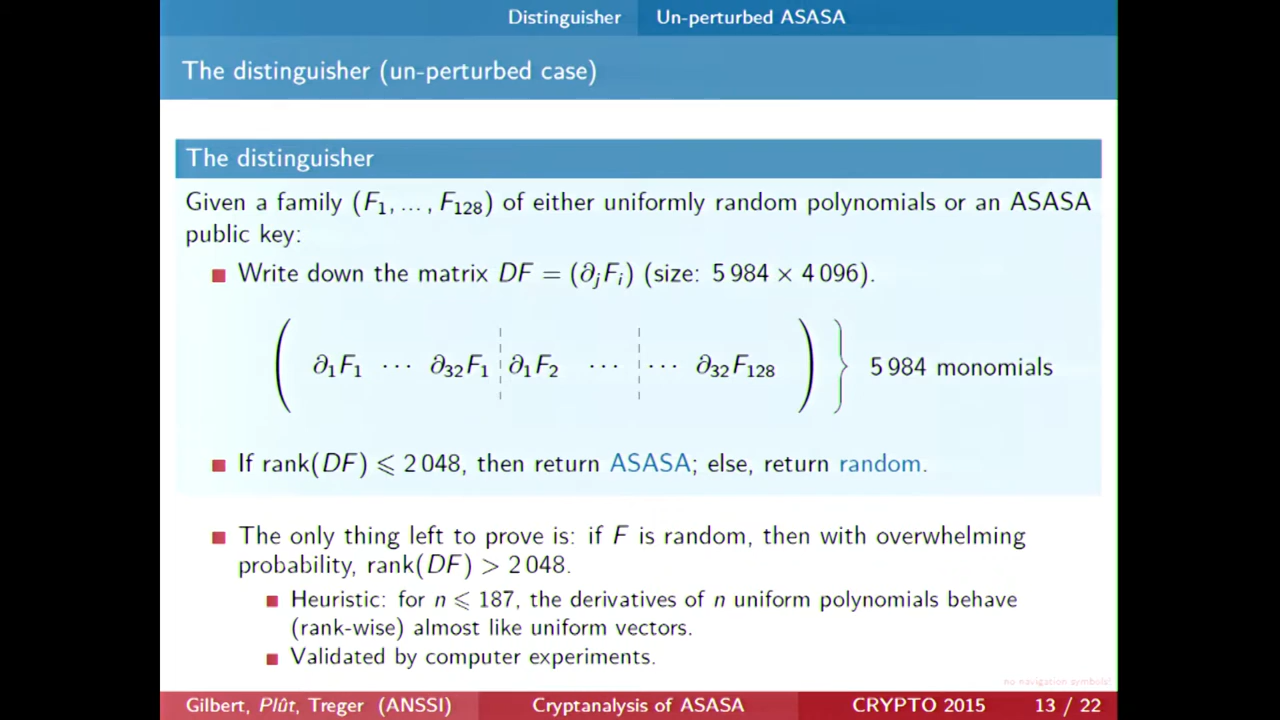 Distinguisher Un-perturbed ASASA
The distinguisher (un-perturbed case)
The distinguisher
Given a family (F₁, ... , F₁₂₈) of either uniformly random polynomials or an ASASA
public key:
Write down the matrix DF = (∂ⱼFᵢ) (size: 5 984 × 4 096).
( ∂₁F₁ ⋯ ∂₃₂F₁ ¦ ∂₁F₂ ⋯ ¦ ⋯ ∂₃₂F₁₂₈ ) } 5 984 monomials
If rank(DF) ⩽ 2 048, then return ASASA; else, return random.
The only thing left to prove is: if F is random, then with overwhelming
probability, rank(DF) > 2 048.
Heuristic: for n ⩽ 187, the derivatives of n uniform polynomials behave
(rank-wise) almost like uniform vectors.
Validated by computer experiments.
no navigation symbols!
Gilbert, Plût, Treger (ANSSI) Cryptanalysis of ASASA CRYPTO 2015 13 / 22